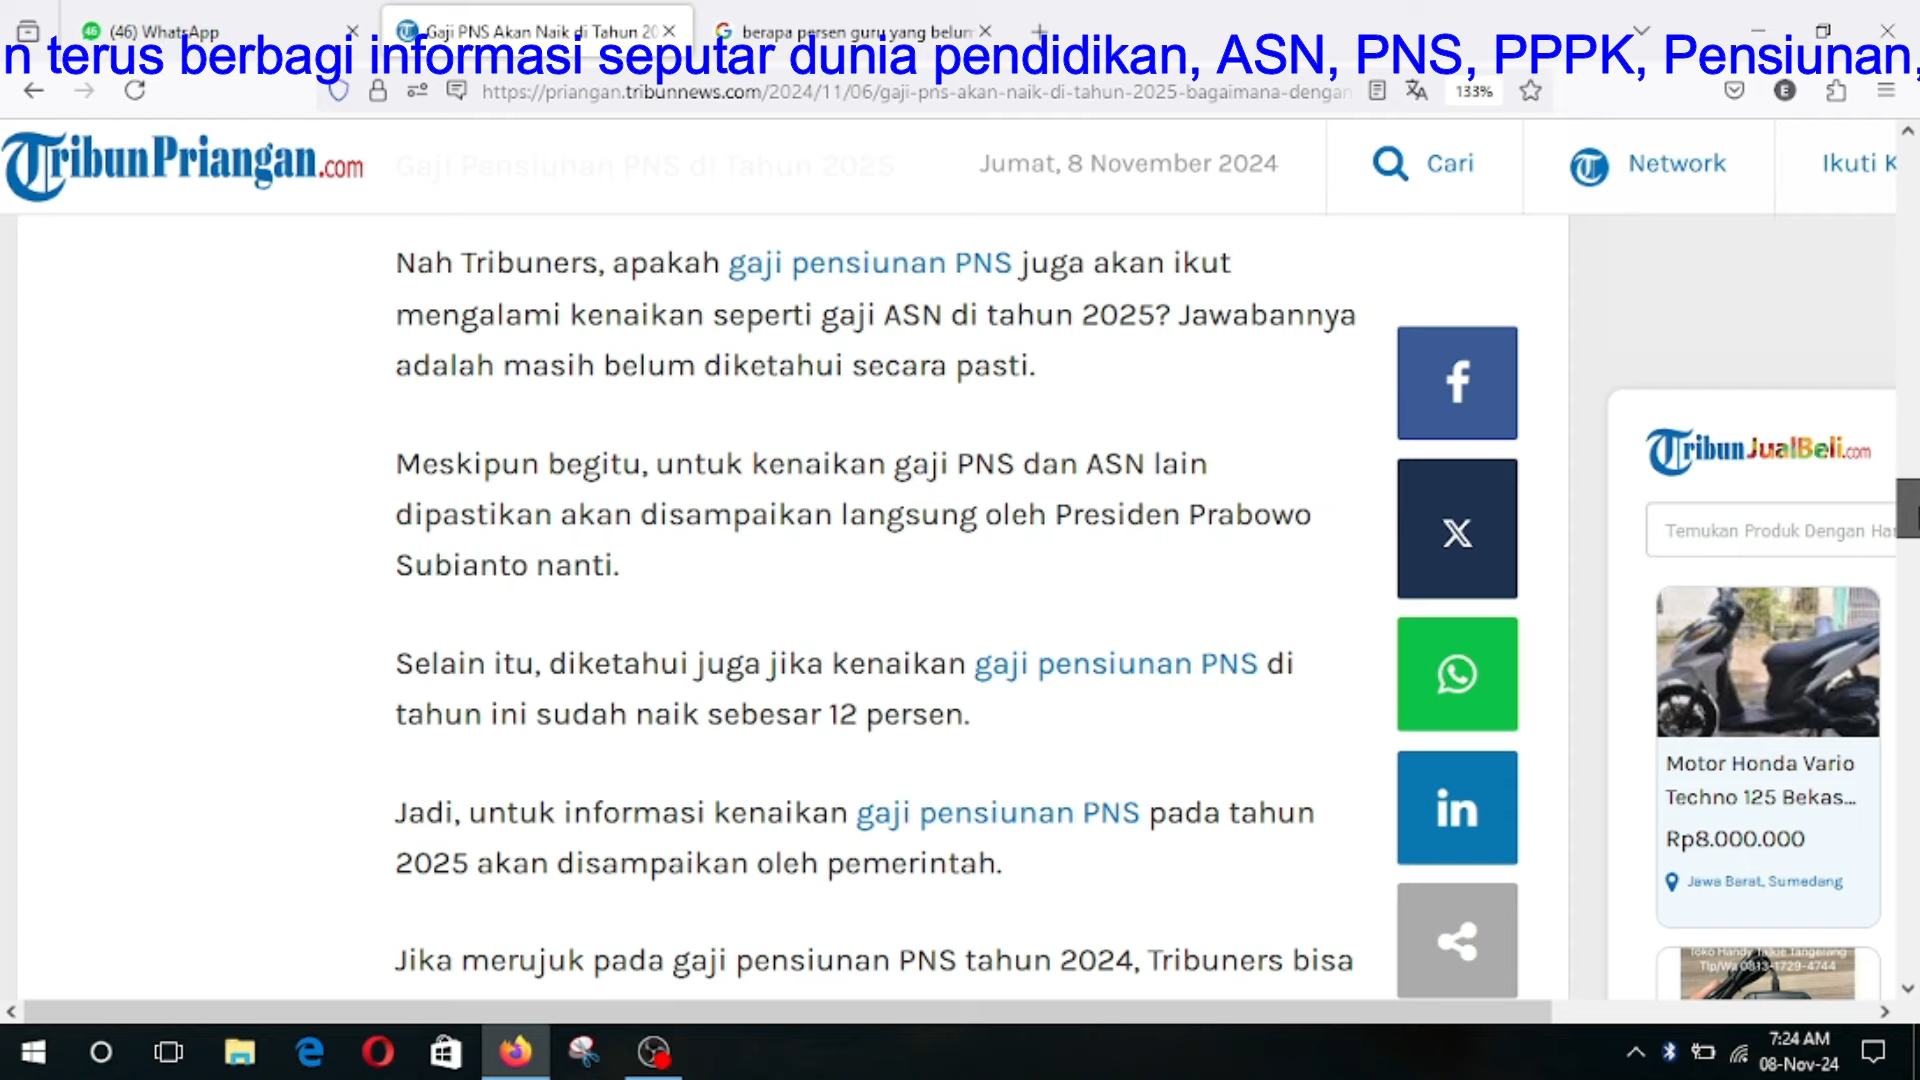 (46) WhatsApp
Gaji PNS Akan Naik di Tahun 20
berapa persen guru yang belum
n terus berbagi informasi seputar dunia pendidikan, ASN, PNS, PPPK, Pensiunan,
https://priangan.tribunnews.com/2024/11/06/gaji-pns-akan-naik-di-tahun-2025-bagaimana-dengan
133%
E
TribunPriangan.com
Gaji Pensiunan PNS di Tahun 2025
Jumat, 8 November 2024
Cari
Network
Ikuti K
Nah Tribuners, apakah gaji pensiunan PNS juga akan ikut
mengalami kenaikan seperti gaji ASN di tahun 2025? Jawabannya
adalah masih belum diketahui secara pasti.
Meskipun begitu, untuk kenaikan gaji PNS dan ASN lain
dipastikan akan disampaikan langsung oleh Presiden Prabowo
Subianto nanti.
Selain itu, diketahui juga jika kenaikan gaji pensiunan PNS di
tahun ini sudah naik sebesar 12 persen.
Jadi, untuk informasi kenaikan gaji pensiunan PNS pada tahun
2025 akan disampaikan oleh pemerintah.
Jika merujuk pada gaji pensiunan PNS tahun 2024, Tribuners bisa
TribunJualBeli.com
Temukan Produk Dengan Har
Motor Honda Vario
Techno 125 Bekas...
Rp8.000.000
Jawa Barat, Sumedang
Tlp/Wa 0813-1729-4744
7:24 AM
08-Nov-24